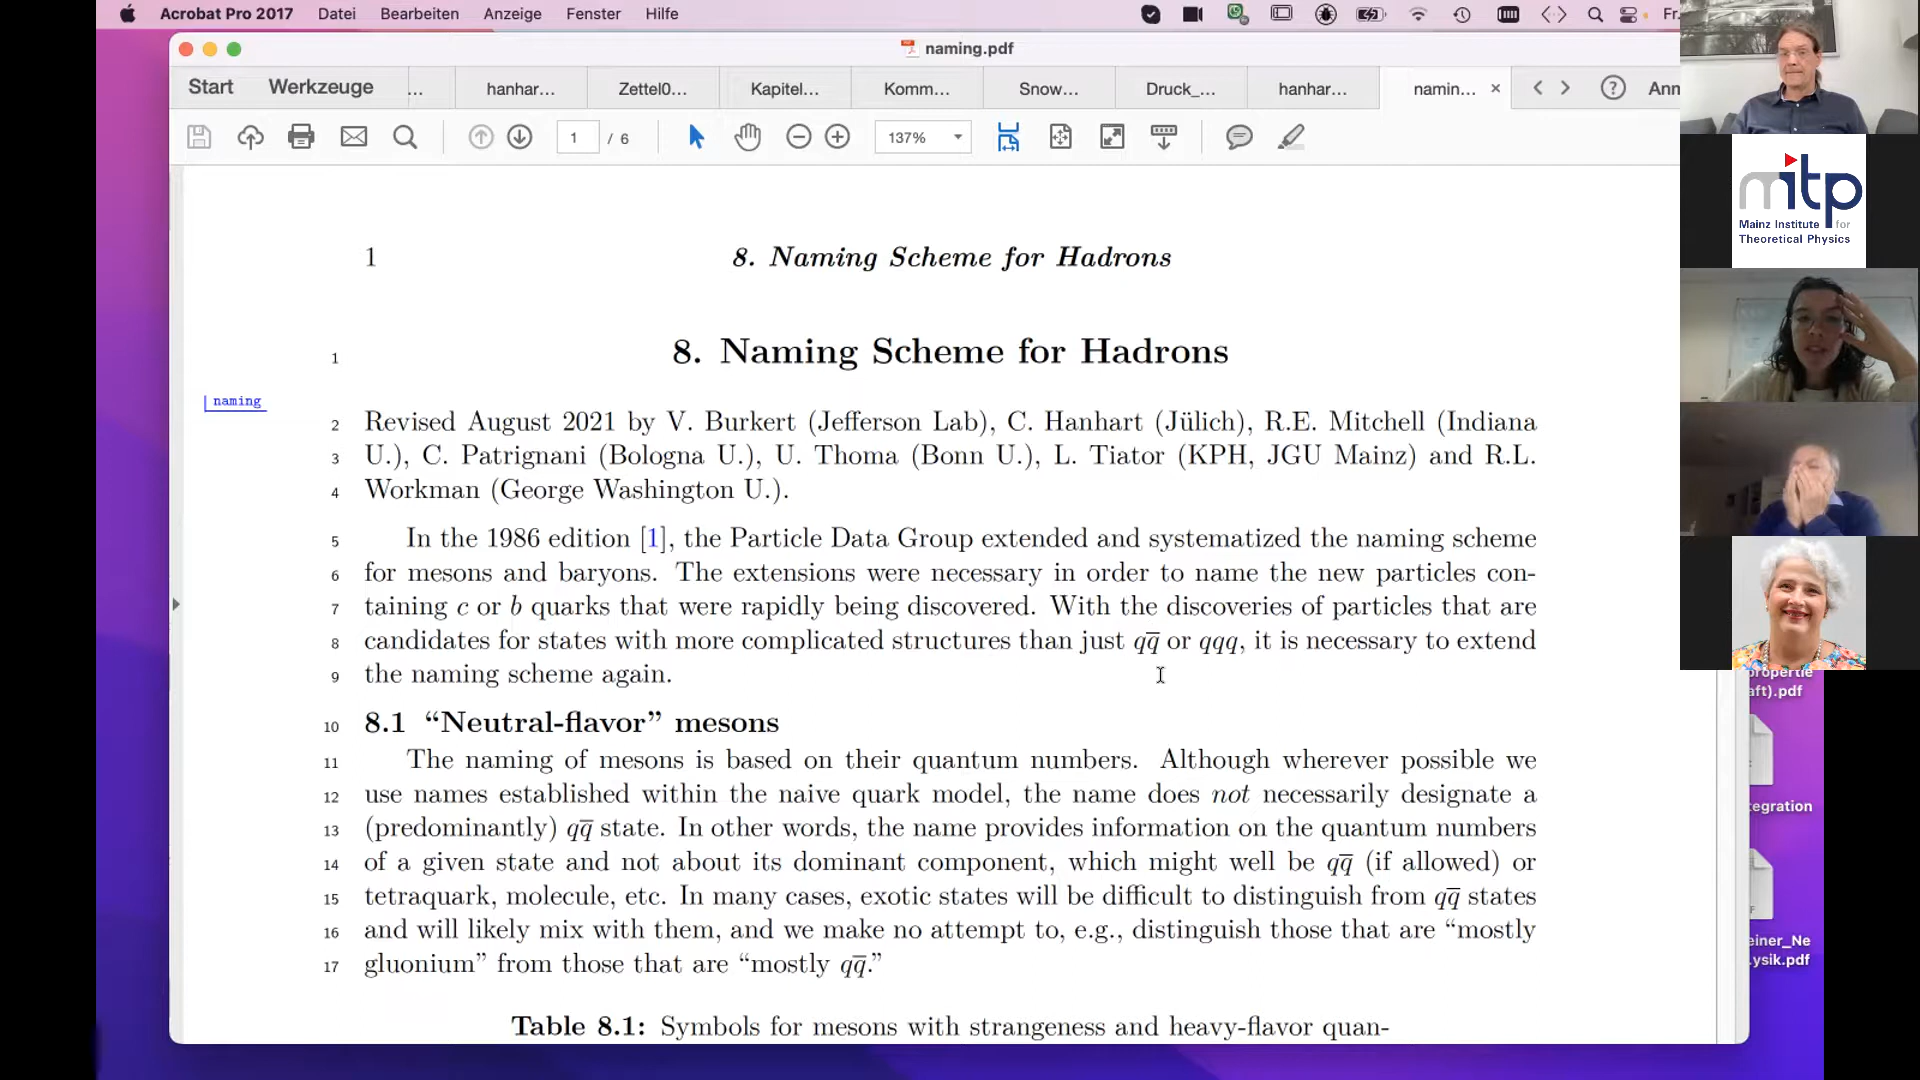 Acrobat Pro 2017 Datei Bearbeiten Anzeige Fenster Hilfe Fr.
naming.pdf
Start Werkzeuge ... hanhar... Zettel0... Kapitel... Komm... Snow... Druck_... hanhar... namin... × ? Ann
1 / 6 137%
mitp
Mainz Institute for
Theoretical Physics
1 8. Naming Scheme for Hadrons
1 8. Naming Scheme for Hadrons
naming
2 Revised August 2021 by V. Burkert (Jefferson Lab), C. Hanhart (Jülich), R.E. Mitchell (Indiana
3 U.), C. Patrignani (Bologna U.), U. Thoma (Bonn U.), L. Tiator (KPH, JGU Mainz) and R.L.
4 Workman (George Washington U.).
5 In the 1986 edition [1], the Particle Data Group extended and systematized the naming scheme
6 for mesons and baryons. The extensions were necessary in order to name the new particles con-
7 taining c or b quarks that were rapidly being discovered. With the discoveries of particles that are
8 candidates for states with more complicated structures than just qq̅ or qqq, it is necessary to extend
9 the naming scheme again.
10 8.1 “Neutral-flavor” mesons
11 The naming of mesons is based on their quantum numbers. Although wherever possible we
12 use names established within the naive quark model, the name does not necessarily designate a
13 (predominantly) qq̅ state. In other words, the name provides information on the quantum numbers
14 of a given state and not about its dominant component, which might well be qq̅ (if allowed) or
15 tetraquark, molecule, etc. In many cases, exotic states will be difficult to distinguish from qq̅ states
16 and will likely mix with them, and we make no attempt to, e.g., distinguish those that are “mostly
17 gluonium” from those that are “mostly qq̅.”
Table 8.1: Symbols for mesons with strangeness and heavy-flavor quan-
propertie
aft).pdf
tegration
einer_Ne
ysik.pdf